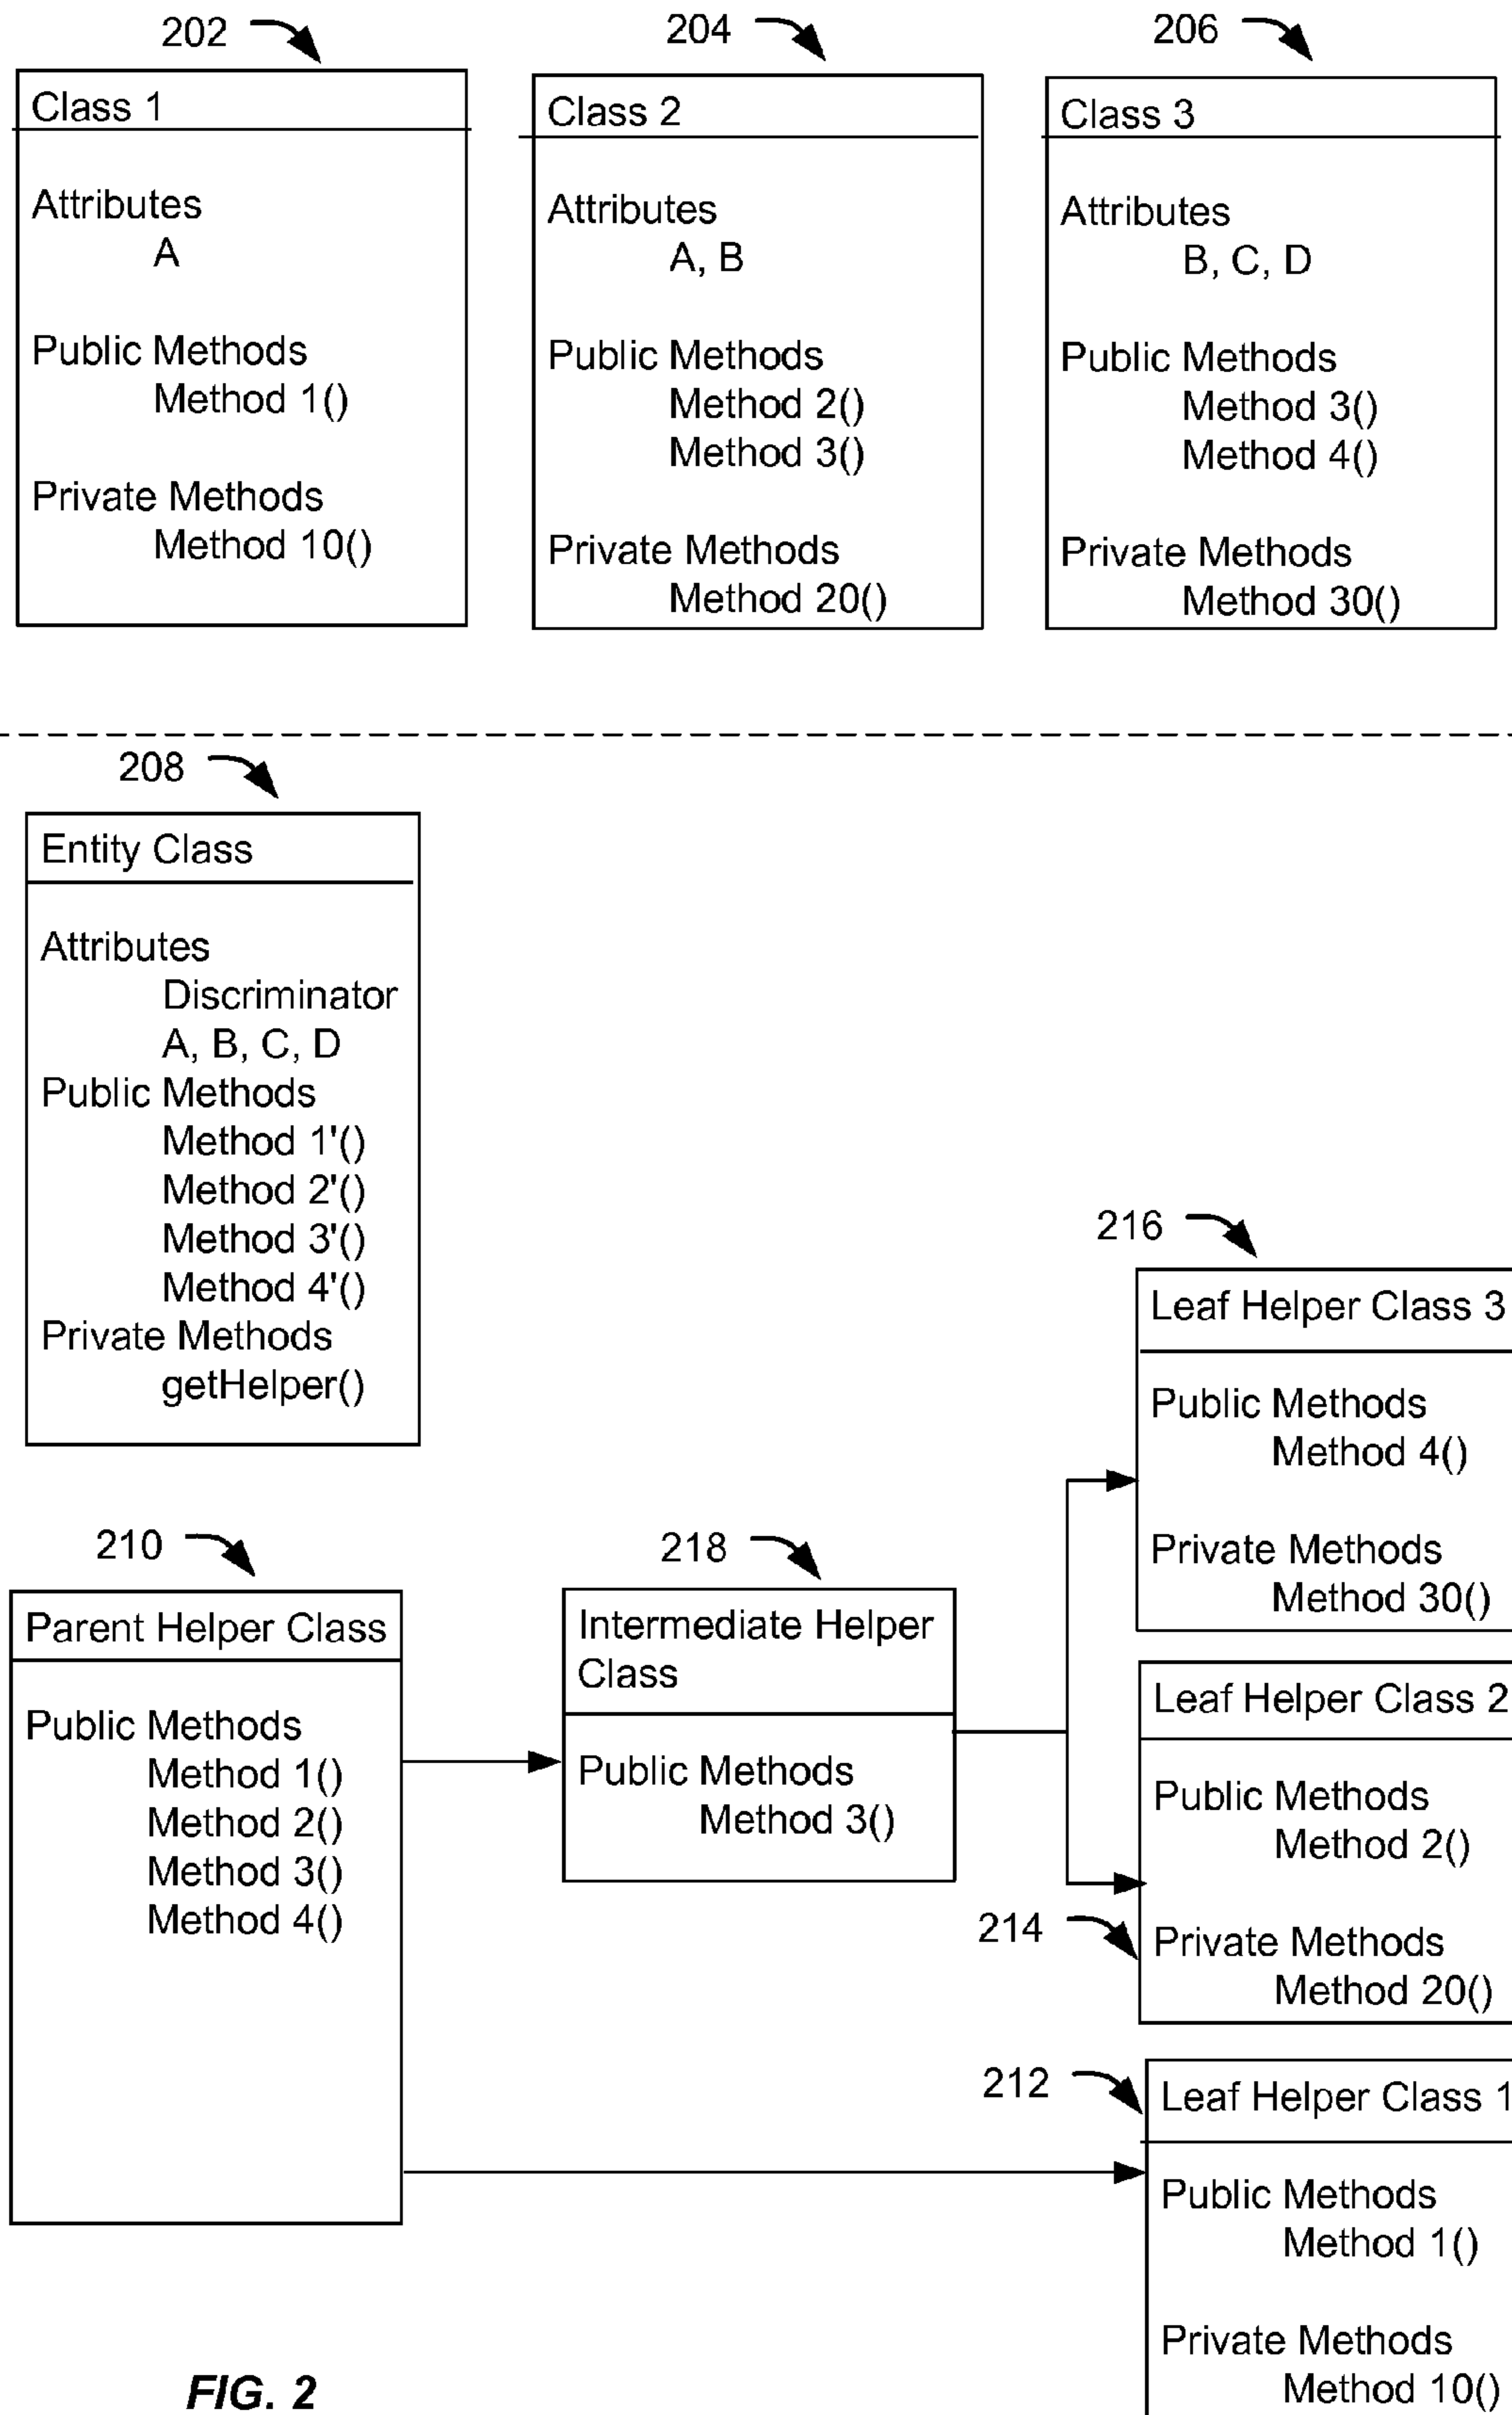 202
Class 1
Attributes
A
Public Methods
Method 1()
Private Methods
Method 10()
204
Class 2
Attributes
A, B
Public Methods
Method 2()
Method 3()
Private Methods
Method 20()
206
Class 3
Attributes
B, C, D
Public Methods
Method 3()
Method 4()
Private Methods
Method 30()
208
Entity Class
Attributes
Discriminator
A, B, C, D
Public Methods
Method 1'()
Method 2'()
Method 3'()
Method 4'()
Private Methods
getHelper()
210
Parent Helper Class
Public Methods
Method 1()
Method 2()
Method 3()
Method 4()
218
Intermediate Helper
Class
Public Methods
Method 3()
216
Leaf Helper Class 3
Public Methods
Method 4()
Private Methods
Method 30()
Leaf Helper Class 2
Public Methods
Method 2()
214
Private Methods
Method 20()
212
Leaf Helper Class 1
Public Methods
Method 1()
Private Methods
Method 10()
FIG. 2